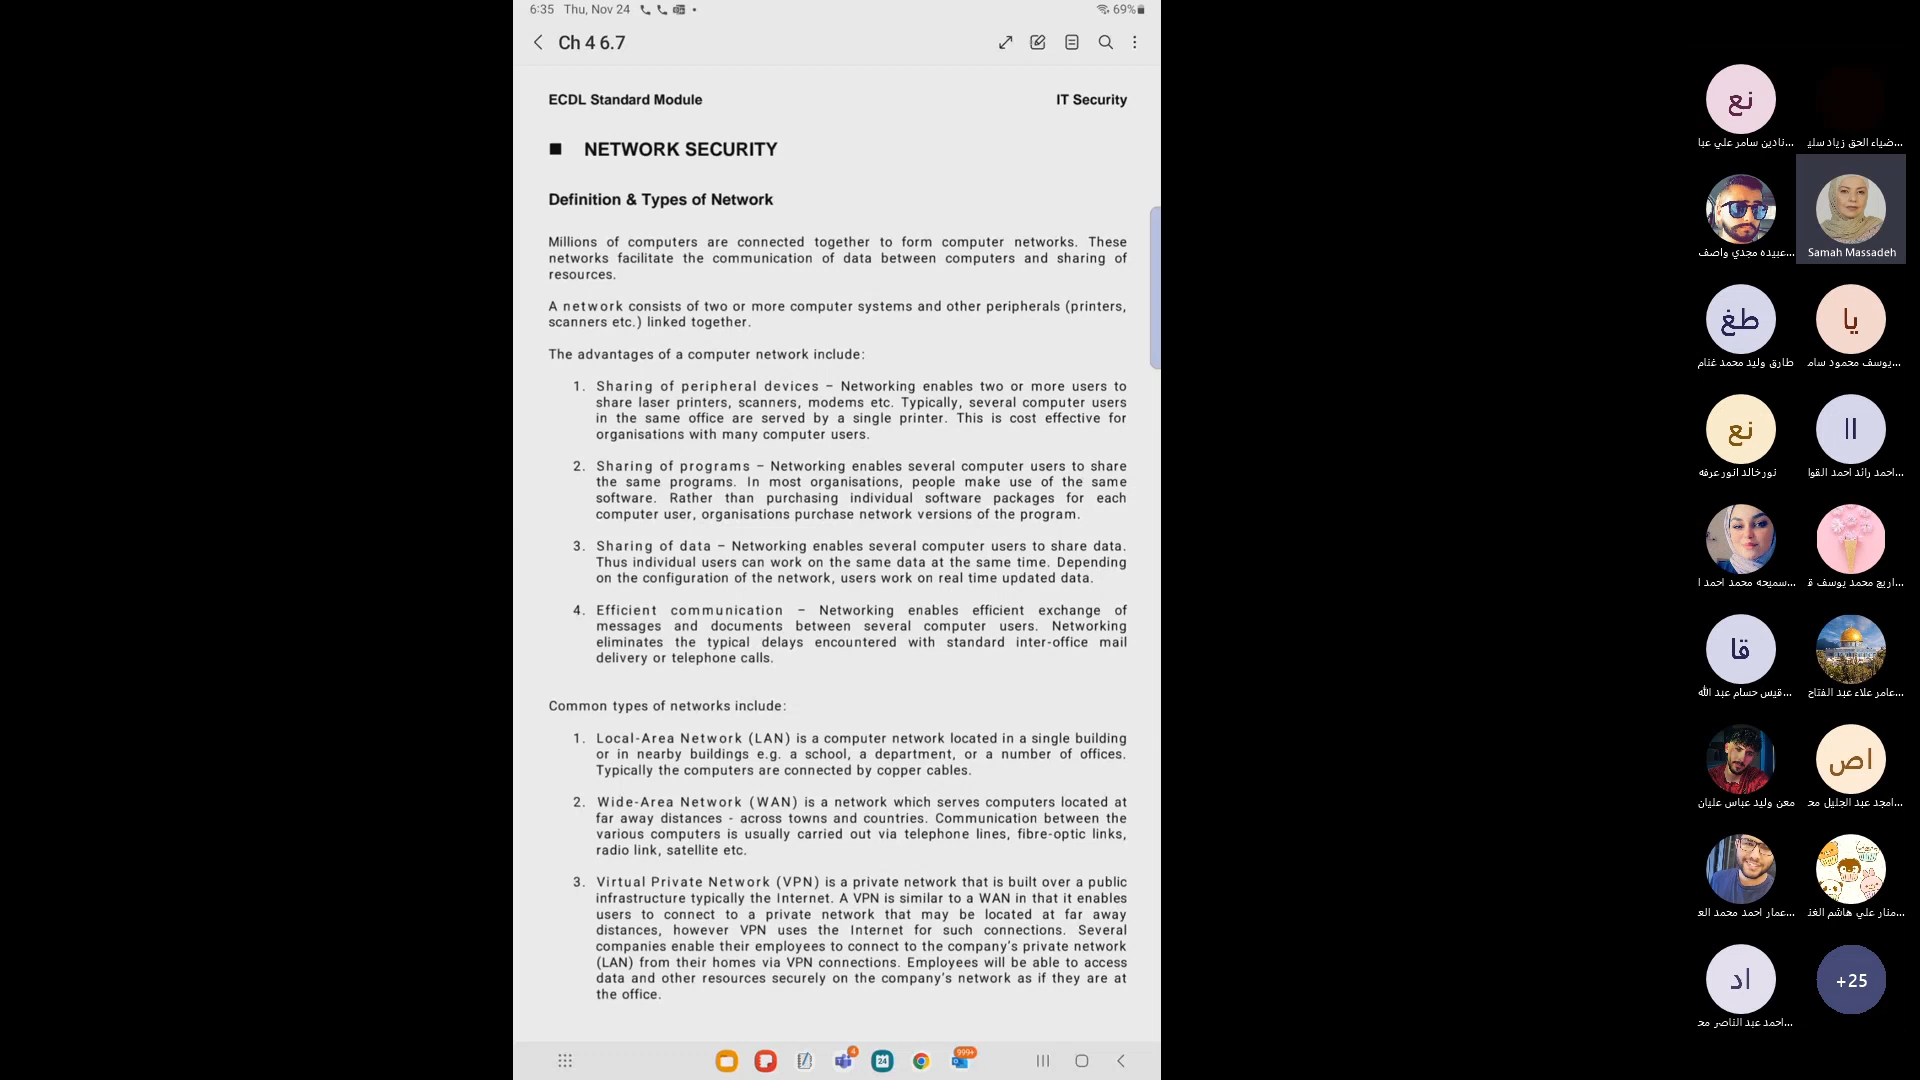 6:35 Thu, Nov 24
69%
Ch 4 6.7
ECDL Standard Module
IT Security
NETWORK SECURITY
Definition & Types of Network
Millions of computers are connected together to form computer networks. These
networks facilitate the communication of data between computers and sharing of
resources.
A network consists of two or more computer systems and other peripherals (printers,
scanners etc.) linked together.
The advantages of a computer network include:
1. Sharing of peripheral devices – Networking enables two or more users to
share laser printers, scanners, modems etc. Typically, several computer users
in the same office are served by a single printer. This is cost effective for
organisations with many computer users.
2. Sharing of programs – Networking enables several computer users to share
the same programs. In most organisations, people make use of the same
software. Rather than purchasing individual software packages for each
computer user, organisations purchase network versions of the program.
3. Sharing of data – Networking enables several computer users to share data.
Thus individual users can work on the same data at the same time. Depending
on the configuration of the network, users work on real time updated data.
4. Efficient communication – Networking enables efficient exchange of
messages and documents between several computer users. Networking
eliminates the typical delays encountered with standard inter-office mail
delivery or telephone calls.
Common types of networks include:
1. Local-Area Network (LAN) is a computer network located in a single building
or in nearby buildings e.g. a school, a department, or a number of offices.
Typically the computers are connected by copper cables.
2. Wide-Area Network (WAN) is a network which serves computers located at
far away distances - across towns and countries. Communication between the
various computers is usually carried out via telephone lines, fibre-optic links,
radio link, satellite etc.
3. Virtual Private Network (VPN) is a private network that is built over a public
infrastructure typically the Internet. A VPN is similar to a WAN in that it enables
users to connect to a private network that may be located at far away
distances, however VPN uses the Internet for such connections. Several
companies enable their employees to connect to the company's private network
(LAN) from their homes via VPN connections. Employees will be able to access
data and other resources securely on the company's network as if they are at
the office.
4
24
999+
نع
نادين سامر علي عبا...
ضياء الحق زياد سلي...
عبيده مجدي واصف...
Samah Massadeh
طغ
طارق وليد محمد غنام
يا
يوسف محمود سام...
نع
نور خالد انور عرفه
اا
احمد رائد احمد القوا...
سميحه محمد احمد ا...
اريج محمد يوسف ق...
قا
قيس حسام عبد الله...
عامر علاء عبد الفتاح...
معن وليد عباس عليان
اص
امجد عبد الجليل مح...
عمار احمد محمد الع...
منار علي هاشم الغن...
اد
احمد عبد الناصر مح...
+25